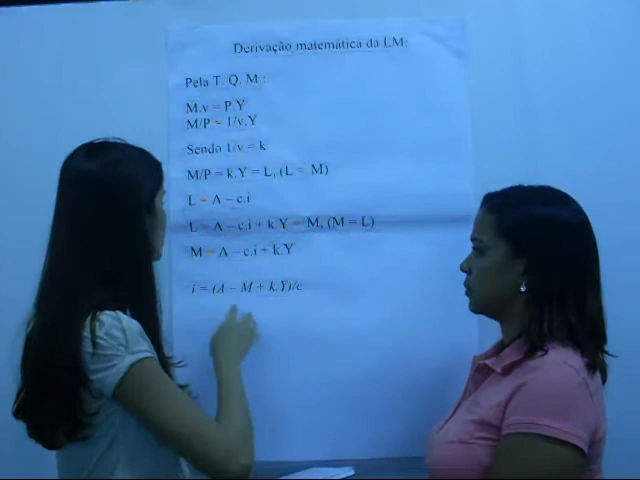 Derivação matemática da LM:
Pela T. Q. M.:
M.v = P.Y
M/P = 1/v.Y
Sendo 1/v = k
M/P = k.Y = L, (L = M)
L = A – c.i
L = A – c.i + k.Y = M, (M = L)
M = A – c.i + k.Y
i = (A – M + k.Y)/c